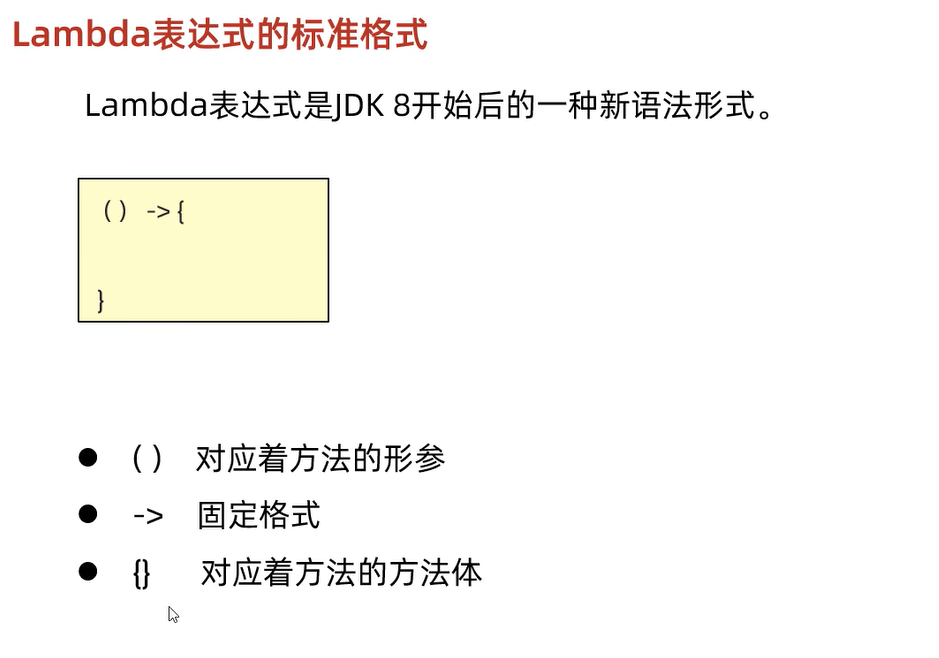 Lambda表达式的标准格式
Lambda表达式是JDK 8开始后的一种新语法形式。
( ) -> {
}
● ( ) 对应着方法的形参
● -> 固定格式
● {} 对应着方法的方法体